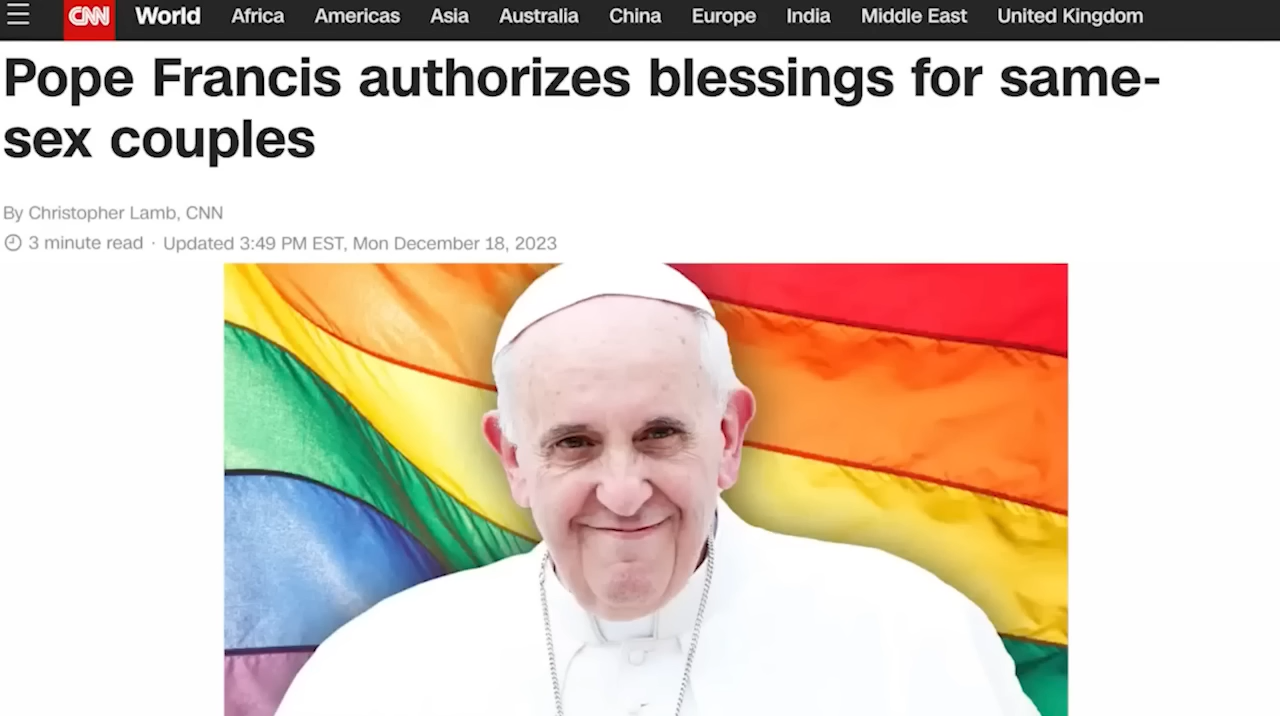 CNN World Africa Americas Asia Australia China Europe India Middle East United Kingdom
Pope Francis authorizes blessings for same-
sex couples
By Christopher Lamb, CNN
3 minute read · Updated 3:49 PM EST, Mon December 18, 2023